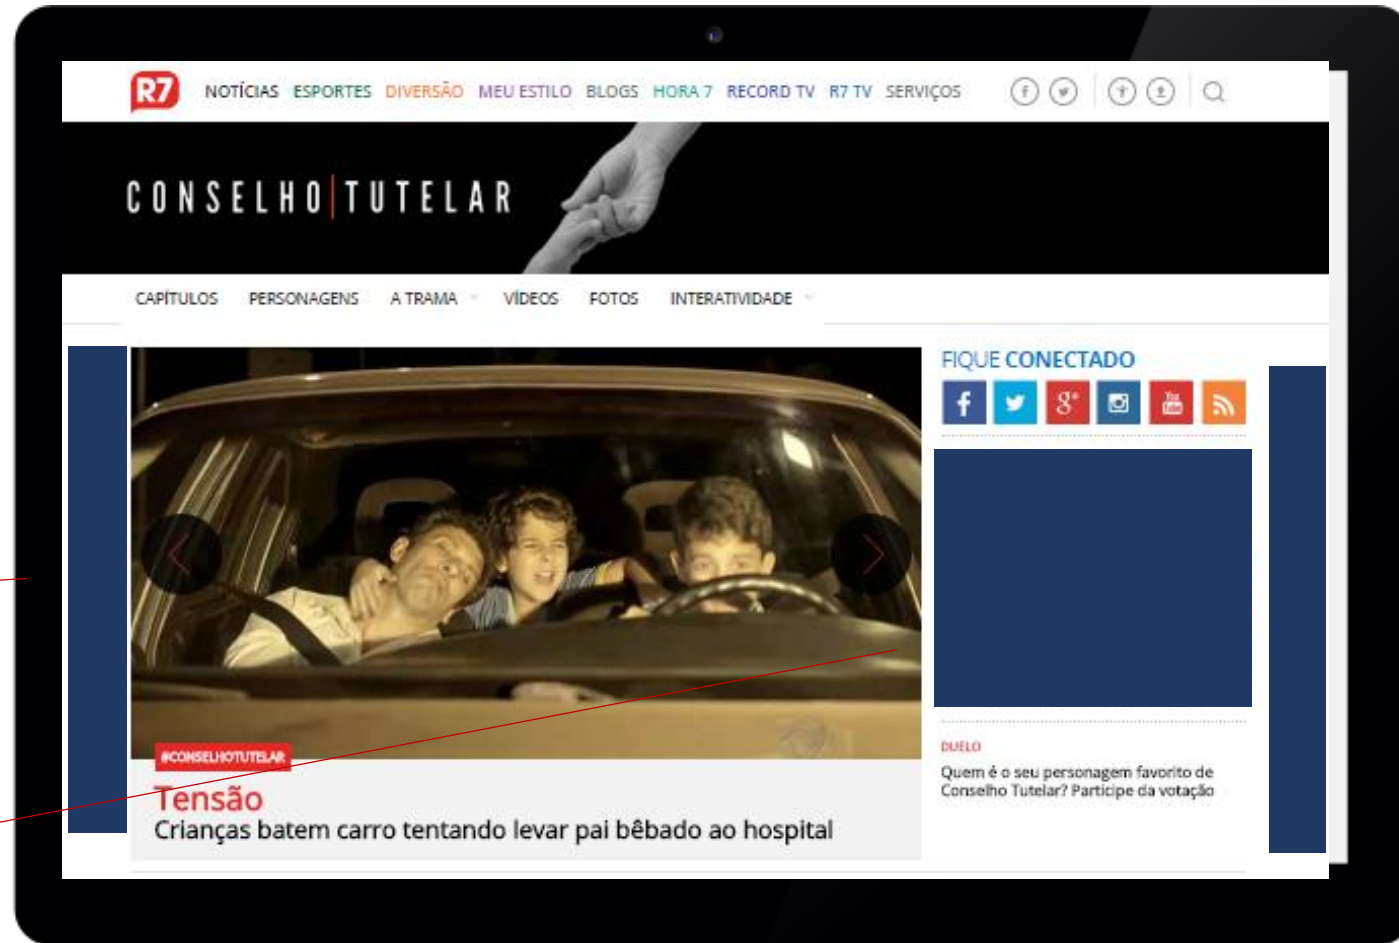 R7 NOTÍCIAS ESPORTES DIVERSÃO MEU ESTILO BLOGS HORA 7 RECORD TV R7 TV SERVIÇOS
CONSELHO TUTELAR
CAPÍTULOS PERSONAGENS A TRAMA VÍDEOS FOTOS INTERATIVIDADE
FIQUE CONECTADO
You Tube
#CONSELHOTUTELAR
Tensão
Crianças batem carro tentando levar pai bêbado ao hospital
DUELO
Quem é o seu personagem favorito de
Conselho Tutelar? Participe da votação